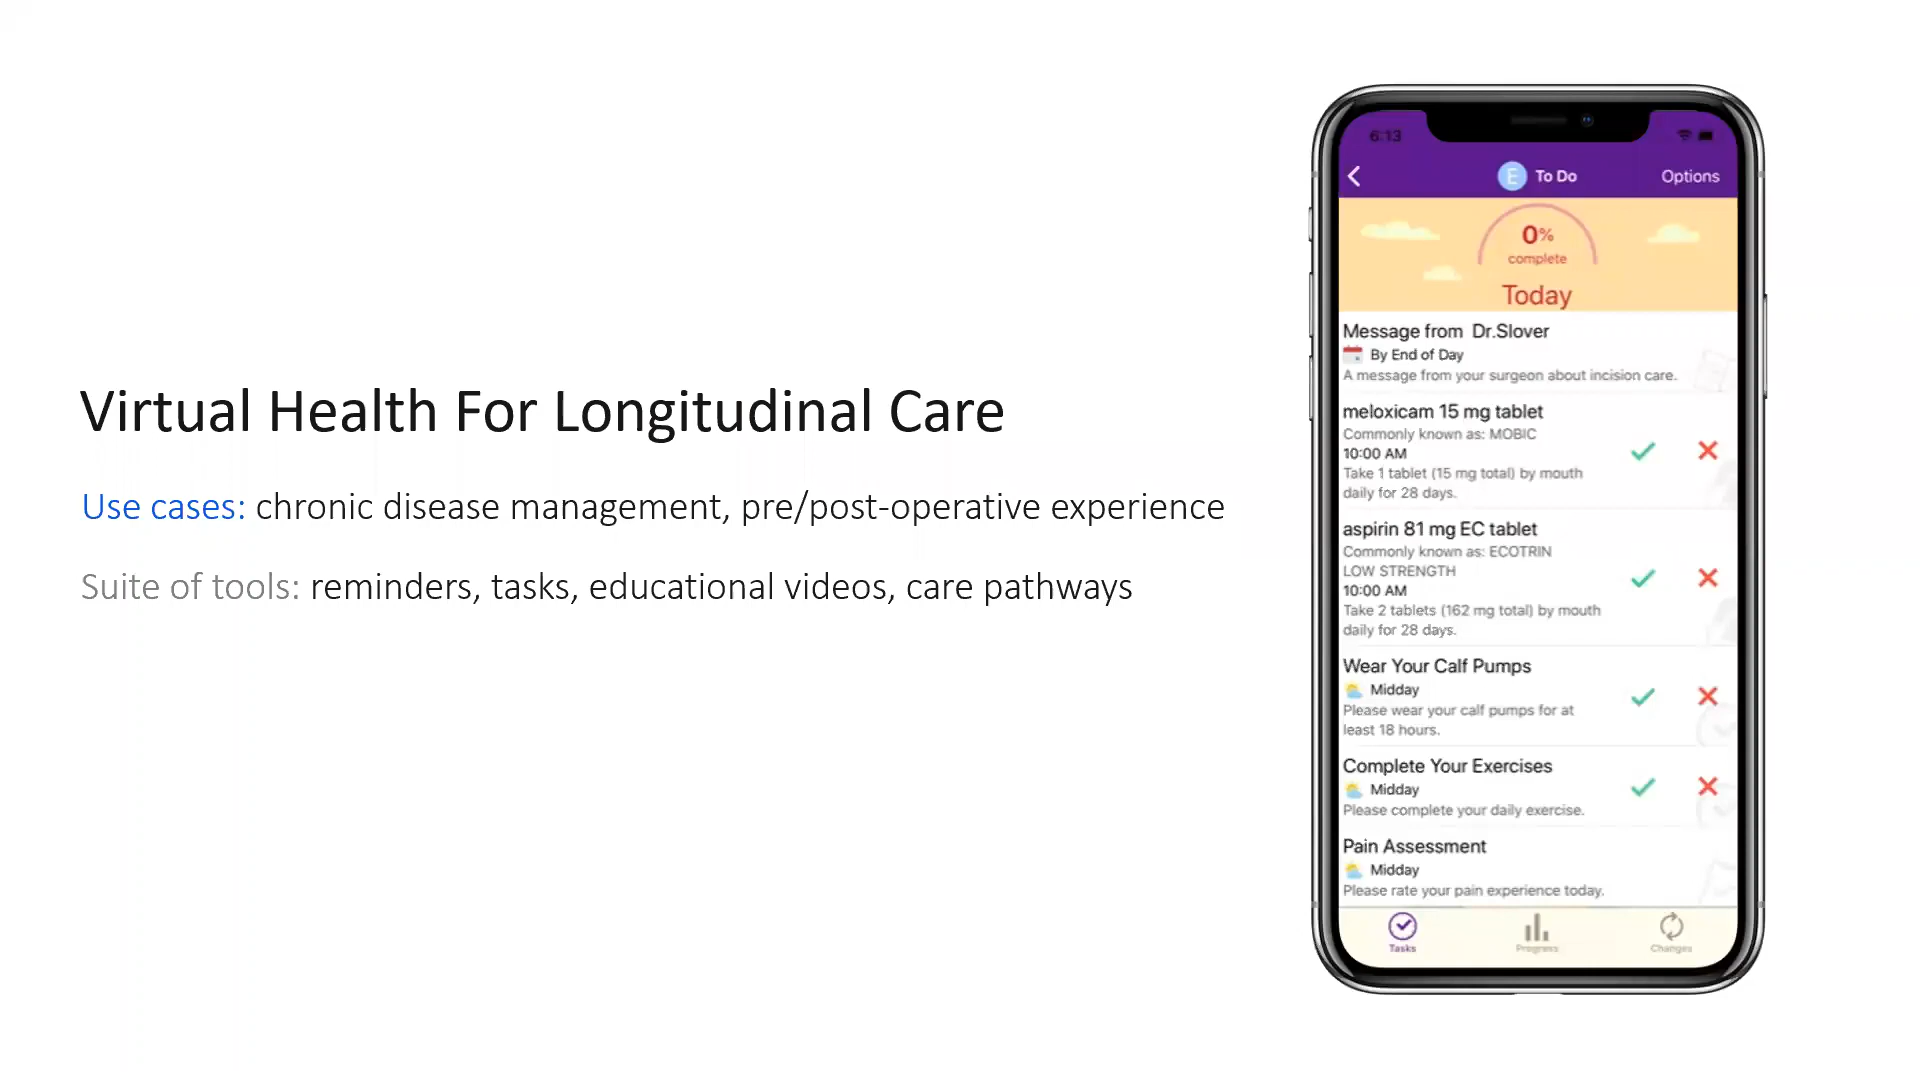 Virtual Health For Longitudinal Care
Use cases: chronic disease management, pre/post-operative experience
Suite of tools: reminders, tasks, educational videos, care pathways
6:13
E To Do
Options
0%
complete
Today
Message from Dr.Slover
By End of Day
A message from your surgeon about incision care.
meloxicam 15 mg tablet
Commonly known as: MOBIC
10:00 AM
Take 1 tablet (15 mg total) by mouth
daily for 28 days.
aspirin 81 mg EC tablet
Commonly known as: ECOTRIN
LOW STRENGTH
10:00 AM
Take 2 tablets (162 mg total) by mouth
daily for 28 days.
Wear Your Calf Pumps
Midday
Please wear your calf pumps for at
least 18 hours.
Complete Your Exercises
Midday
Please complete your daily exercise.
Pain Assessment
Midday
Please rate your pain experience today.
Tasks
Progress
Changes